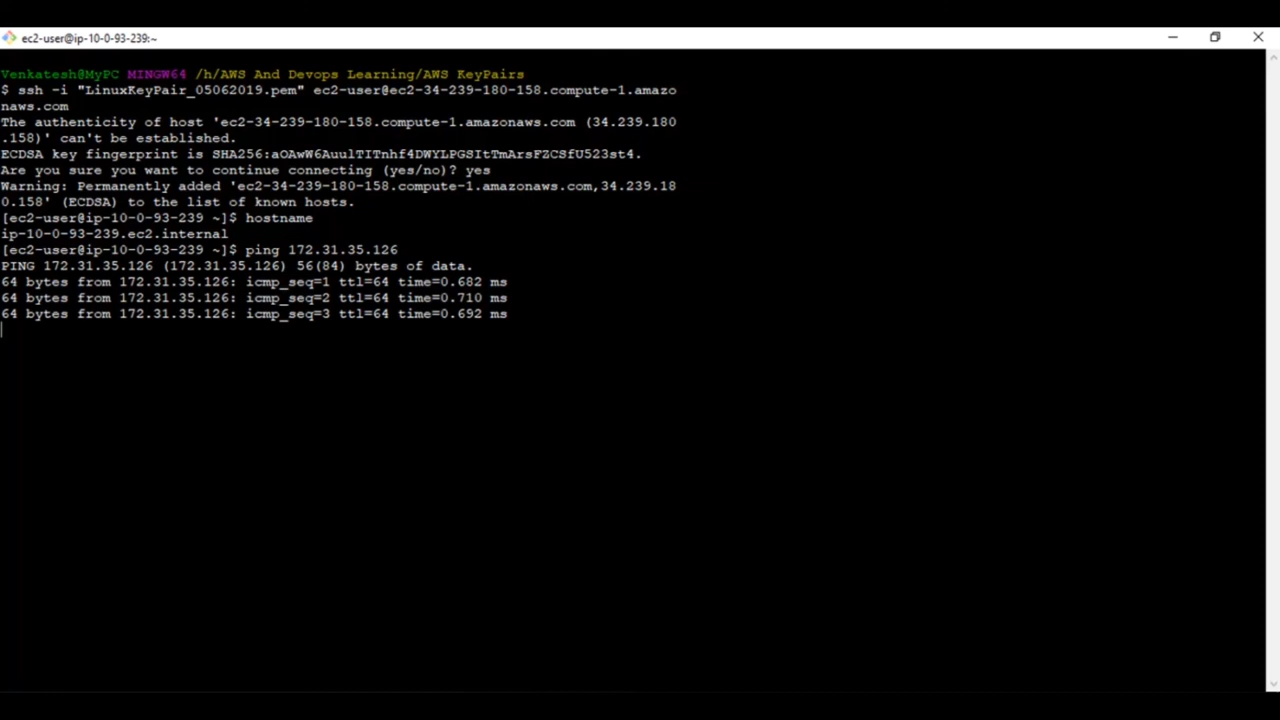 ec2-user@ip-10-0-93-239:~
Venkatesh@MyPC MINGW64 /h/AWS And Devops Learning/AWS KeyPairs
$ ssh -i "LinuxKeyPair_05062019.pem" ec2-user@ec2-34-239-180-158.compute-1.amazo
naws.com
The authenticity of host 'ec2-34-239-180-158.compute-1.amazonaws.com (34.239.180
.158)' can't be established.
ECDSA key fingerprint is SHA256:aOAwW6AuulTITnhf4DWYLPGSItTmArsFZCSfU523st4.
Are you sure you want to continue connecting (yes/no)? yes
Warning: Permanently added 'ec2-34-239-180-158.compute-1.amazonaws.com,34.239.18
0.158' (ECDSA) to the list of known hosts.
[ec2-user@ip-10-0-93-239 ~]$ hostname
ip-10-0-93-239.ec2.internal
[ec2-user@ip-10-0-93-239 ~]$ ping 172.31.35.126
PING 172.31.35.126 (172.31.35.126) 56(84) bytes of data.
64 bytes from 172.31.35.126: icmp_seq=1 ttl=64 time=0.682 ms
64 bytes from 172.31.35.126: icmp_seq=2 ttl=64 time=0.710 ms
64 bytes from 172.31.35.126: icmp_seq=3 ttl=64 time=0.692 ms